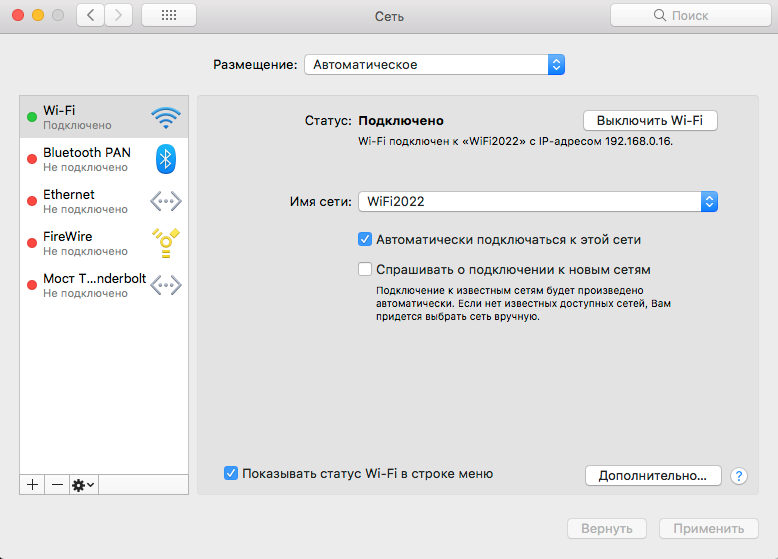 Сеть
Поиск
Размещение: Автоматическое
Wi-Fi
Подключено
Bluetooth PAN
Не подключено
Ethernet
Не подключено
FireWire
Не подключено
Мост T...nderbolt
Не подключено
Статус: Подключено
Выключить Wi-Fi
Wi-Fi подключен к «WiFi2022» с IP-адресом 192.168.0.16.
Имя сети: WiFi2022
Автоматически подключаться к этой сети
Спрашивать о подключении к новым сетям
Подключение к известным сетям будет произведено
автоматически. Если нет известных доступных сетей, Вам
придется выбрать сеть вручную.
Показывать статус Wi-Fi в строке меню
Дополнительно...
?
Вернуть
Применить